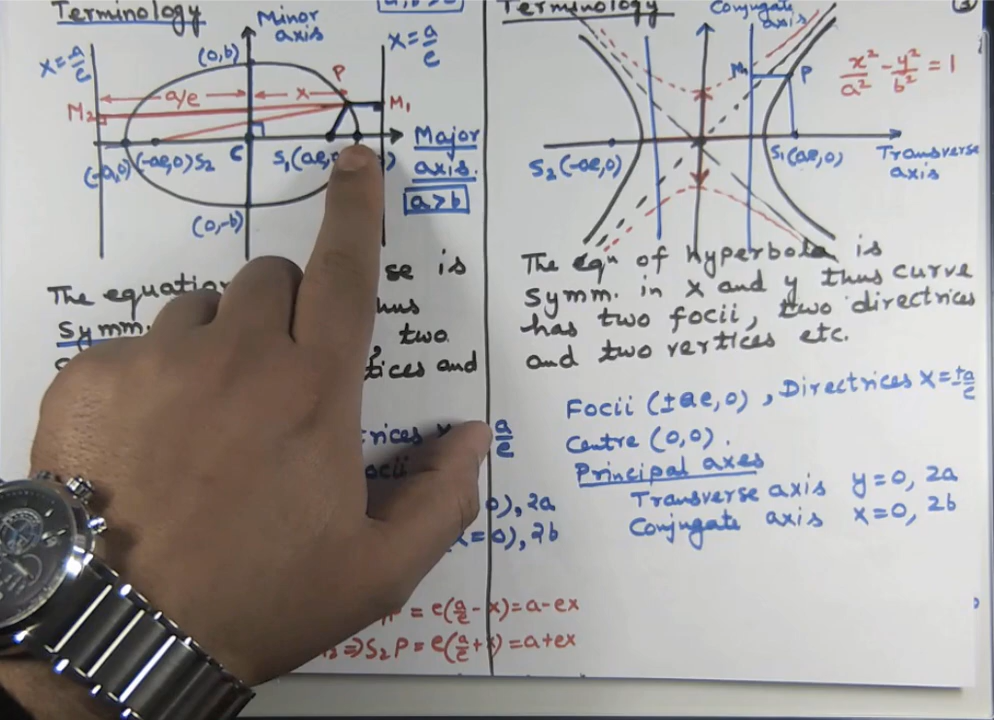 Terminology
Minor
axis
x=a/e
x=a/e
(0,b)
P
a/e
x
M2
M1
(-a,0)
(-ae,0)
S2
C
S1(ae,0
Major
axis.
a>b
(0,-b)
The equation
se is
Symm.
thus
, two
tices and
a/e
), 2a
=0), 2b
P = e(a/e - x) = a-ex
⇒ S2P = e(a/e + x) = a+ex
Terminology
Conjugate
axis
3
x²/a² - y²/b² = 1
M1
P
S2(-ae,0)
S1(ae,0)
Transverse
axis
The eqn of hyperbola is
Symm. in x and y thus curve
has two focii, two directrices
and two vertices etc.
Focii (±ae,0), Directrices x=±a/e
Centre (0,0).
Principal axes
Transverse axis y=0, 2a
Conjugate axis x=0, 2b